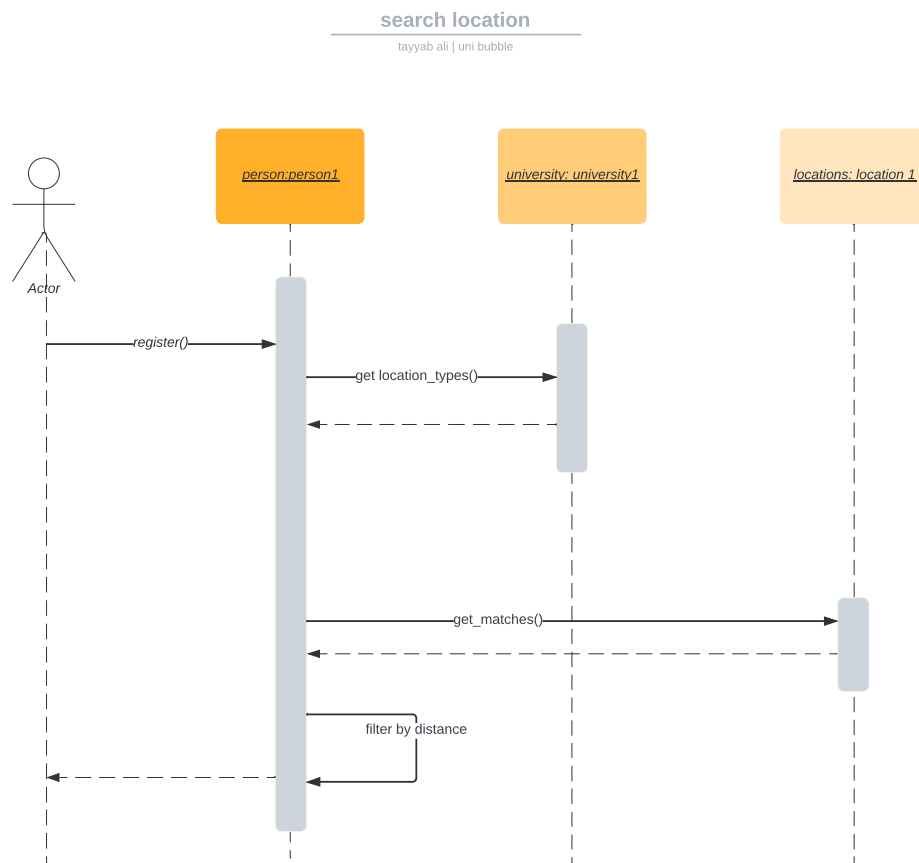 search location
tayyab ali | uni bubble
person:person1
university: university1
locations: location 1
Actor
register()
get location_types()
get_matches()
filter by distance